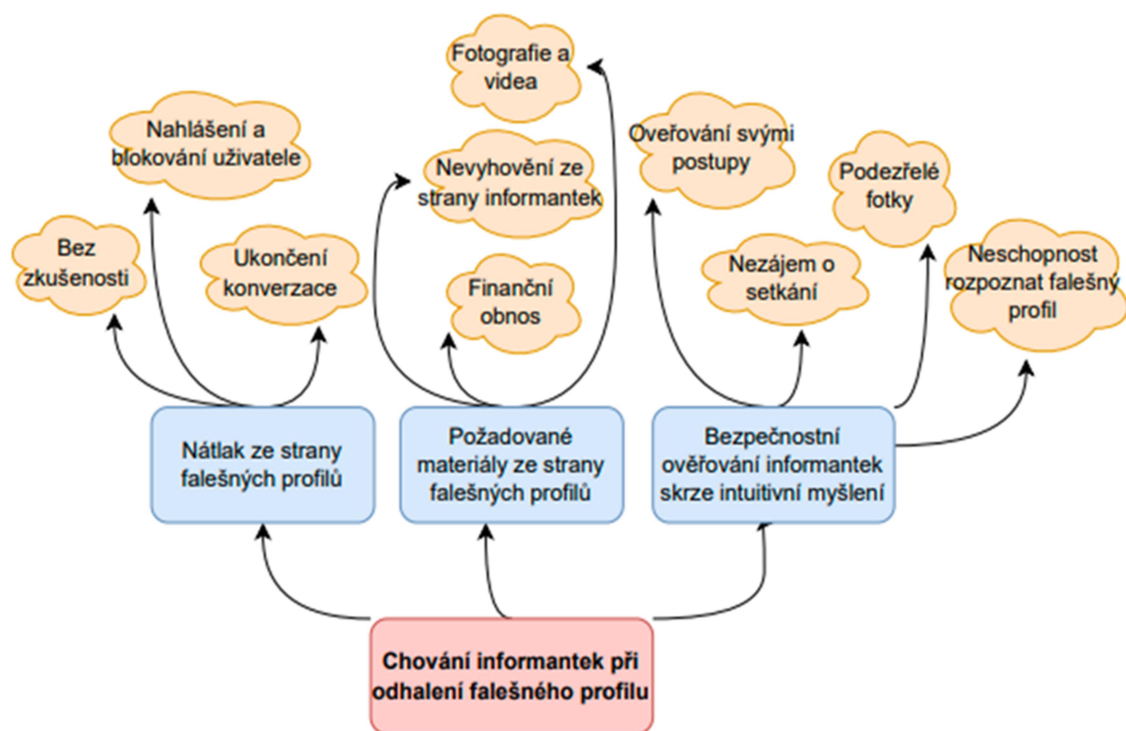 Fotografie a
videa
Nahlášení a
blokování uživatele
Oveřování svými
postupy
Nevyhovění ze
strany informantek
Podezřelé
fotky
Bez
zkušenosti
Ukončení
konverzace
Finanční
obnos
Nezájem o
setkání
Neschopnost
rozpoznat falešný
profil
Nátlak ze strany
falešných profilů
Požadované
materiály ze strany
falešných profilů
Bezpečnostní
ověřování informantek
skrze intuitivní myšlení
Chování informantek při
odhalení falešného profilu